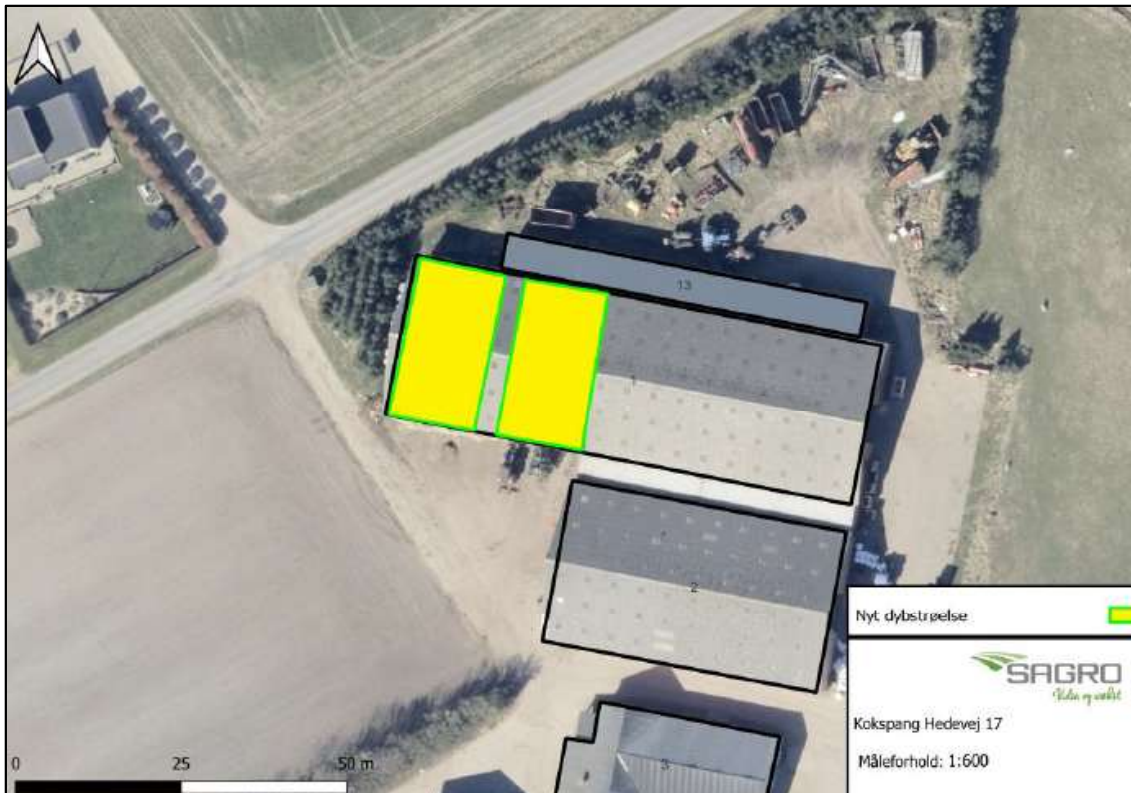 13
1
2
3
Nyt dybstrøelse
SAGRO
Kokspang Hedevej 17
Måleforhold: 1:600
0 25 50 m